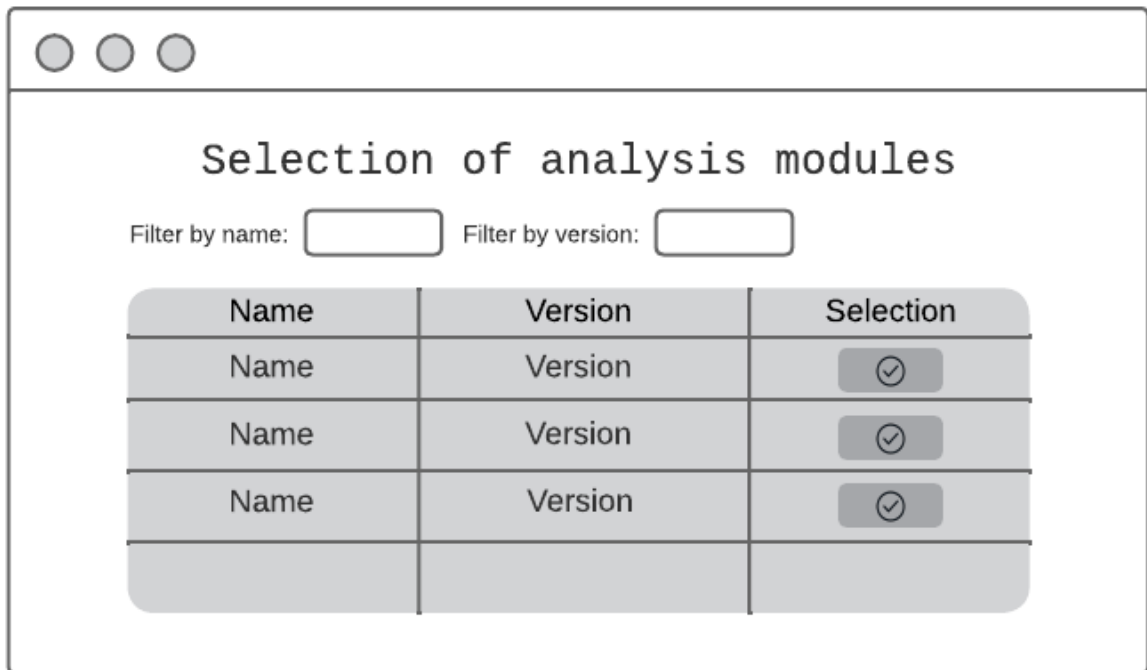 Selection of analysis modules
Filter by name: Filter by version:
Name Version Selection
Name Version
Name Version
Name Version